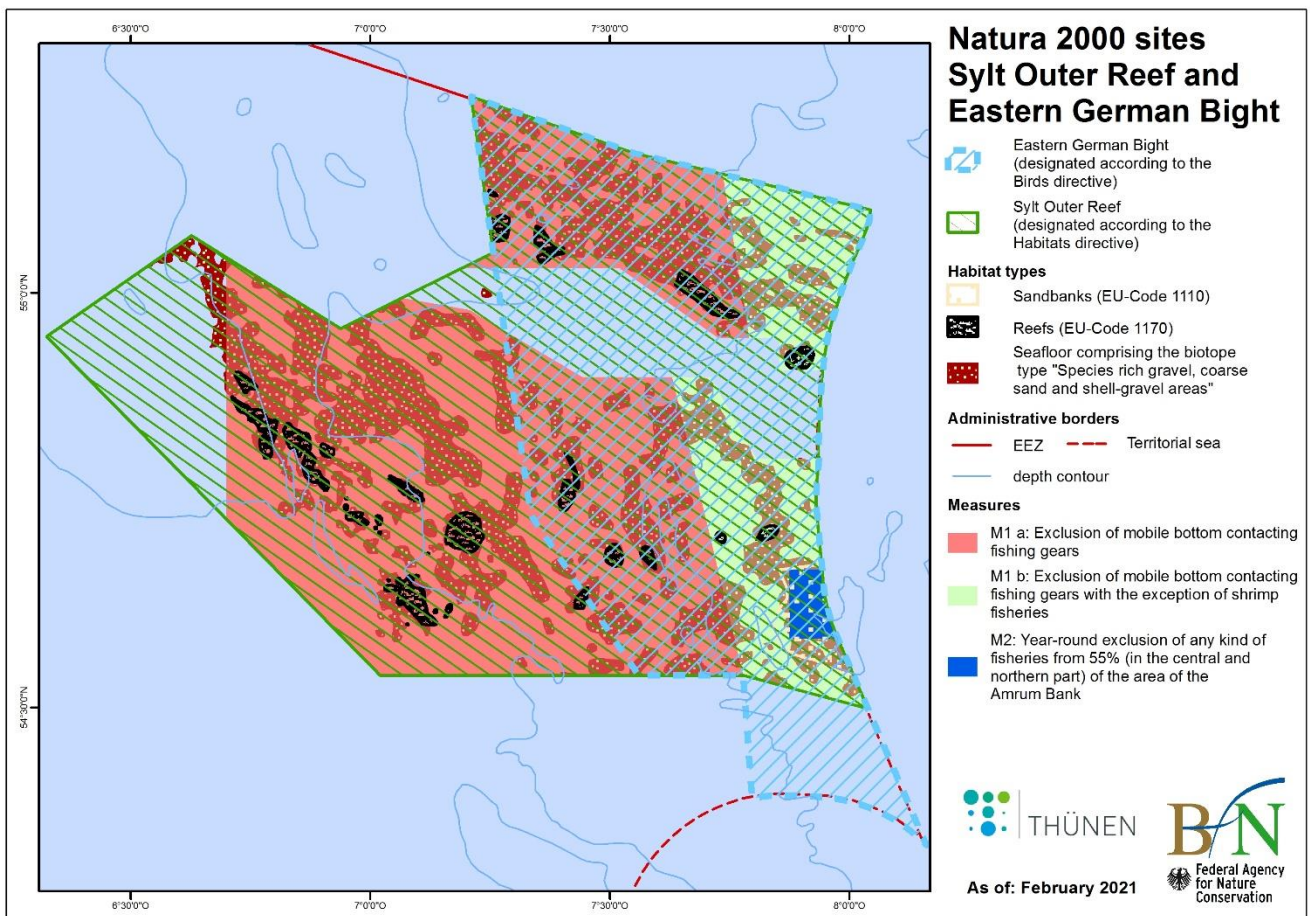 6°30'0"O
7°0'0"O
7°30'0"O
8°0'0"O
55°0'0"N
54°30'0"N
6°30'0"O
7°0'0"O
7°30'0"O
8°0'0"O
Natura 2000 sites
Sylt Outer Reef and
Eastern German Bight
Eastern German Bight
(designated according to the
Birds directive)
Sylt Outer Reef
(designated according to the
Habitats directive)
Habitat types
Sandbanks (EU-Code 1110)
Reefs (EU-Code 1170)
Seafloor comprising the biotope
type "Species rich gravel, coarse
sand and shell-gravel areas"
Administrative borders
EEZ Territorial sea
depth contour
Measures
M1 a: Exclusion of mobile bottom contacting
fishing gears
M1 b: Exclusion of mobile bottom contacting
fishing gears with the exception of shrimp
fisheries
M2: Year-round exclusion of any kind of
fisheries from 55% (in the central and
northern part) of the area of the
Amrum Bank
THÜNEN
BfN
Federal Agency
for Nature
Conservation
As of: February 2021